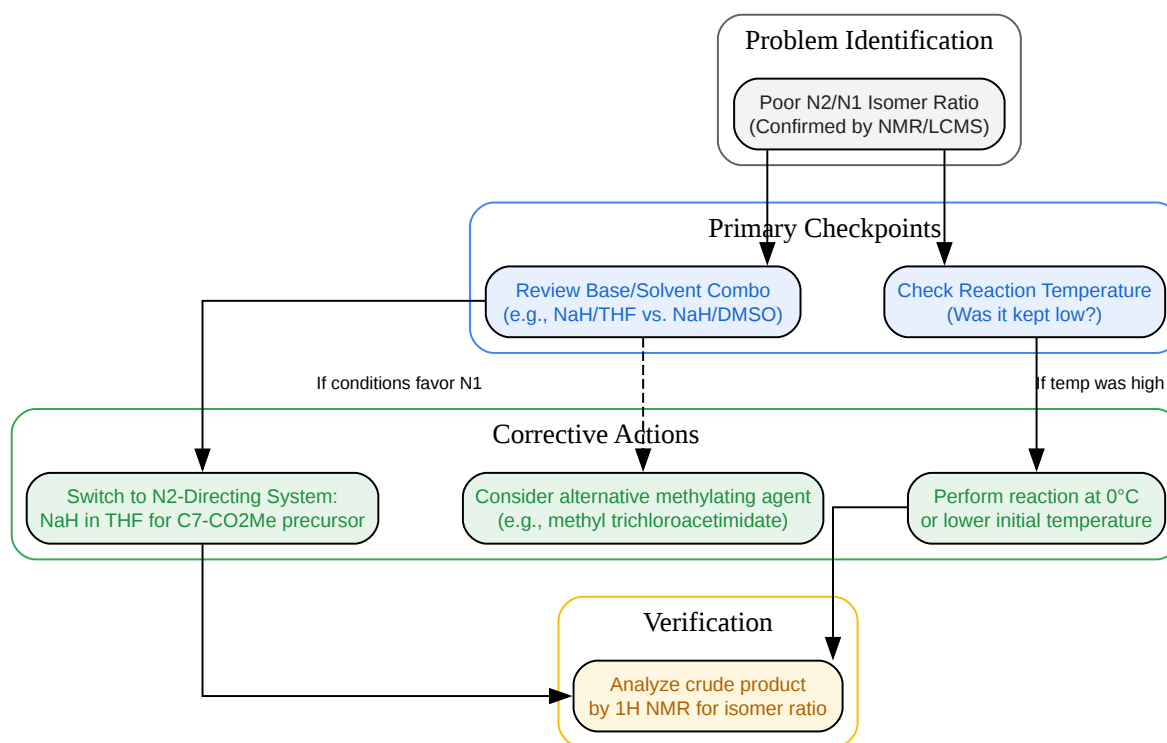 Problem Identification
Poor N2/N1 Isomer Ratio
(Confirmed by NMR/LCMS)
Primary Checkpoints
Review Base/Solvent Combo
(e.g., NaH/THF vs. NaH/DMSO)
Check Reaction Temperature
(Was it kept low?)
If conditions favor N1
If temp was high
Corrective Actions
Switch to N2-Directing System:
NaH in THF for C7-CO2Me precursor
Consider alternative methylating agent
(e.g., methyl trichloroacetimidate)
Perform reaction at 0°C
or lower initial temperature
Verification
Analyze crude product
by 1H NMR for isomer ratio